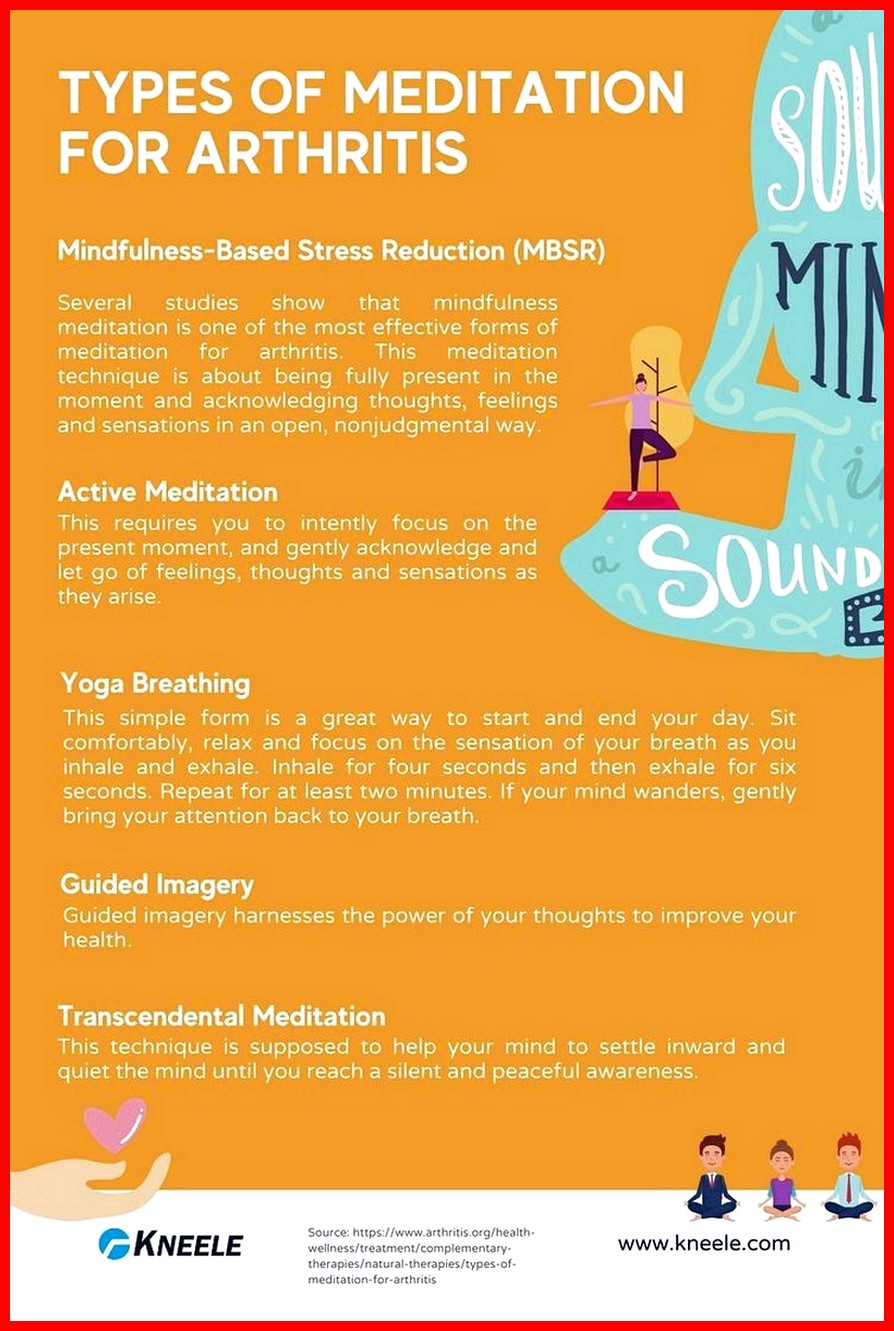 TYPES OF MEDITATION
FOR ARTHRITIS
Mindfulness-Based Stress Reduction (MBSR)
Several studies show that mindfulness
meditation is one of the most effective forms of
meditation for arthritis. This meditation
technique is about being fully present in the
moment and acknowledging thoughts, feelings
and sensations in an open, nonjudgmental way.
Active Meditation
This requires you to intently focus on the
present moment, and gently acknowledge and
let go of feelings, thoughts and sensations as
they arise.
Yoga Breathing
This simple form is a great way to start and end your day. Sit
comfortably, relax and focus on the sensation of your breath as you
inhale and exhale. Inhale for four seconds and then exhale for six
seconds. Repeat for at least two minutes. If your mind wanders, gently
bring your attention back to your breath.
Guided Imagery
Guided imagery harnesses the power of your thoughts to improve your
health.
Transcendental Meditation
This technique is supposed to help your mind to settle inward and
quiet the mind until you reach a silent and peaceful awareness.
a
SOU
MIN
i
a SOUND
B
KNEELE
Source: https://www.arthritis.org/health-
wellness/treatment/complementary-
therapies/natural-therapies/types-of-
meditation-for-arthritis
www.kneele.com